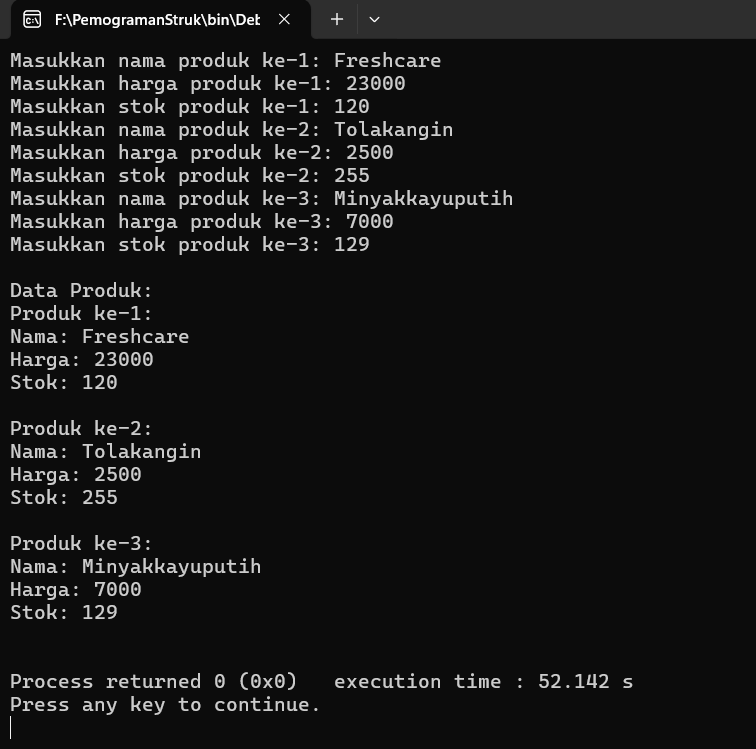 F:\PemogramanStruk\bin\Deb
Masukkan nama produk ke-1: Freshcare
Masukkan harga produk ke-1: 23000
Masukkan stok produk ke-1: 120
Masukkan nama produk ke-2: Tolakangin
Masukkan harga produk ke-2: 2500
Masukkan stok produk ke-2: 255
Masukkan nama produk ke-3: Minyakkayuputih
Masukkan harga produk ke-3: 7000
Masukkan stok produk ke-3: 129
Data Produk:
Produk ke-1:
Nama: Freshcare
Harga: 23000
Stok: 120
Produk ke-2:
Nama: Tolakangin
Harga: 2500
Stok: 255
Produk ke-3:
Nama: Minyakkayuputih
Harga: 7000
Stok: 129
Process returned 0 (0x0)   execution time : 52.142 s
Press any key to continue.